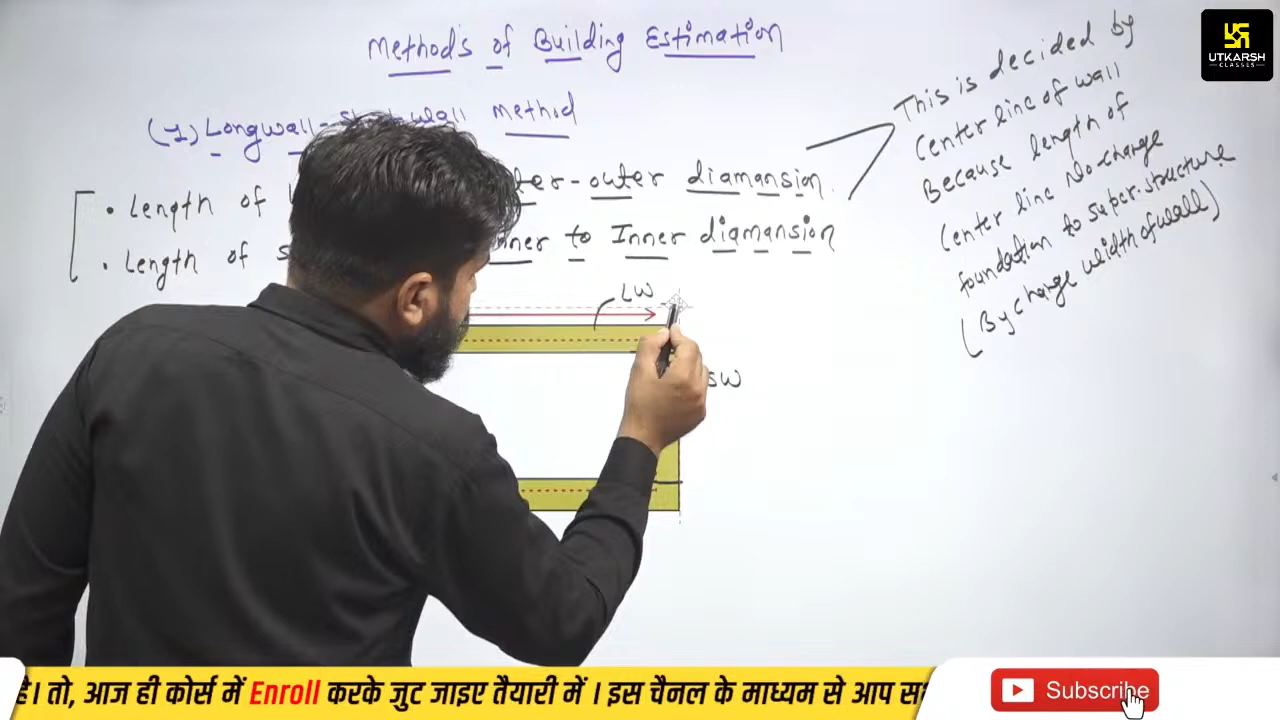 Methods of Building Estimation
UTKARSH
CLASSES
(1) Longwall- wall Method
• Length of outer diamansion.
• Length of to Inner diamansion
This is decided by
Center line of wall
Because length of
Center line No-change
foundation to super.structure
(By change width of wall)
LW
SW
है। तो, आज ही कोर्स में Enroll करके जुट जाइए तैयारी में । इस चैनल के माध्यम से आप
Subscribe